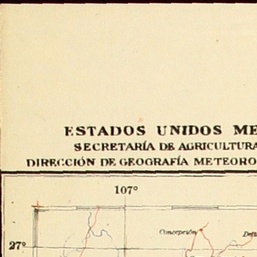 ESTADOS UNIDOS ME
SECRETARÍA DE AGRICULTURA
DIRECCIÓN DE GEOGRAFÍA METEORO
107°
Concepción
27°